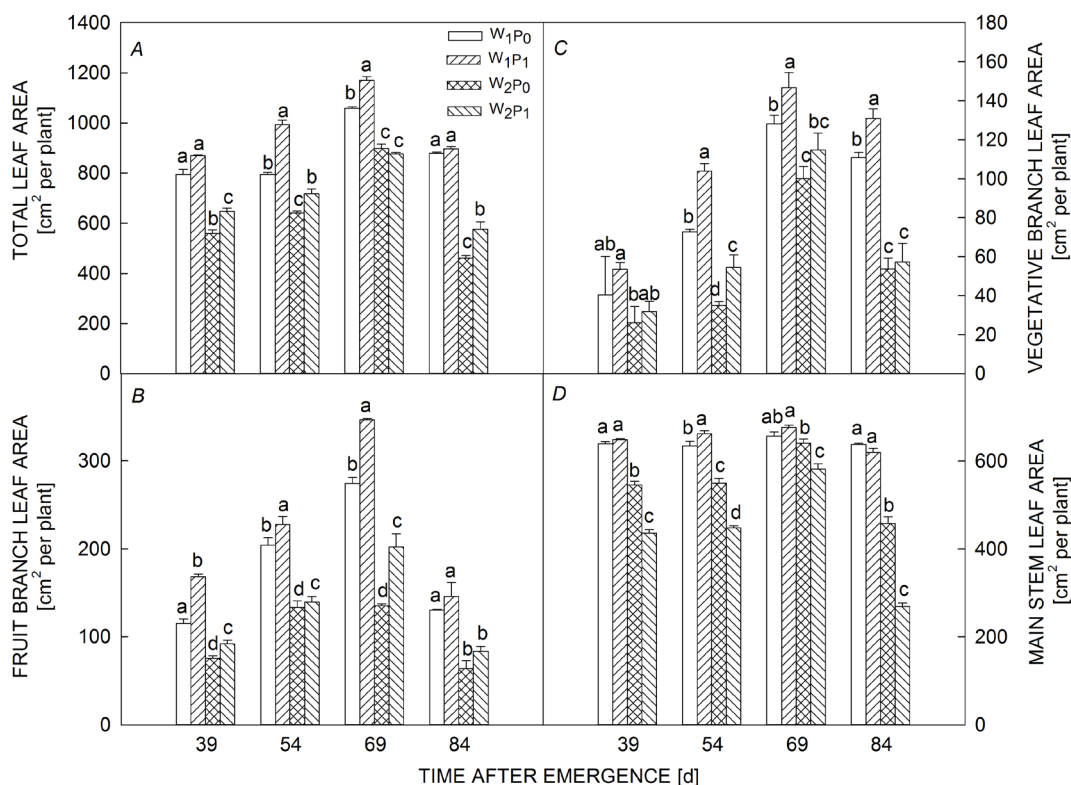 A
W1P0
W1P1
W2P0
W2P1
TOTAL LEAF AREA
[cm2 per plant]
1400
1200
1000
800
600
400
200
0
a a b c
b a c b
b a c c
a a c b
C
VEGETATIVE BRANCH LEAF AREA
[cm2 per plant]
180
160
140
120
100
80
60
40
20
0
ab a b ab
b a d c
b a c bc
b a c c
B
FRUIT BRANCH LEAF AREA
[cm2 per plant]
300
200
100
0
a b d c
b a d c
b a d c
a a b b
39 54 69 84
D
MAIN STEM LEAF AREA
[cm2 per plant]
600
400
200
0
a a b c
b a c d
ab a b c
a a b c
39 54 69 84
TIME AFTER EMERGENCE [d]